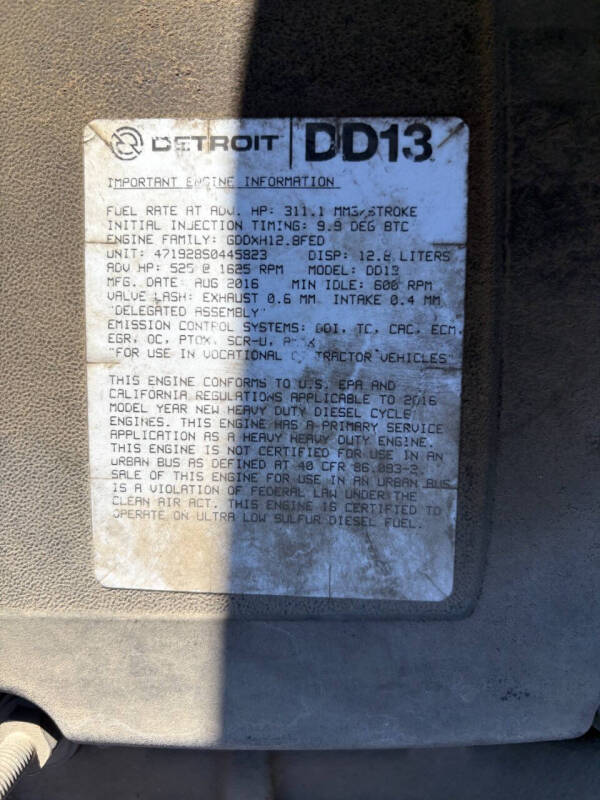 DETROIT DD13
IMPORTANT ENGINE INFORMATION
FUEL RATE AT ADV. HP: 311.1 MM3/STROKE
INITIAL INJECTION TIMING: 9.9 DEG BTC
ENGINE FAMILY: GDDXH12.8FED
UNIT: 471928S0445823 DISP: 12.8 LITERS
ADV HP: 525 @ 1625 RPM MODEL: DD13
MFG. DATE: AUG 2016 MIN IDLE: 600 RPM
VALVE LASH: EXHAUST 0.6 MM INTAKE 0.4 MM
"DELEGATED ASSEMBLY"
EMISSION CONTROL SYSTEMS: DDI, TC, CAC, ECM,
EGR, OC, PTOX, SCR-U,
"FOR USE IN VOCATIONAL TRACTOR VEHICLES"
THIS ENGINE CONFORMS TO U.S. EPA AND
CALIFORNIA REGULATIONS APPLICABLE TO 2016
MODEL YEAR NEW HEAVY DUTY DIESEL CYCLE
ENGINES. THIS ENGINE HAS A PRIMARY SERVICE
APPLICATION AS A HEAVY HEAVY DUTY ENGINE.
THIS ENGINE IS NOT CERTIFIED FOR USE IN AN
URBAN BUS AS DEFINED AT 40 CFR 86.093-2.
SALE OF THIS ENGINE FOR USE IN AN URBAN BUS
IS A VIOLATION OF FEDERAL LAW UNDER THE
CLEAN AIR ACT. THIS ENGINE IS CERTIFIED TO
OPERATE ON ULTRA LOW SULFUR DIESEL FUEL.